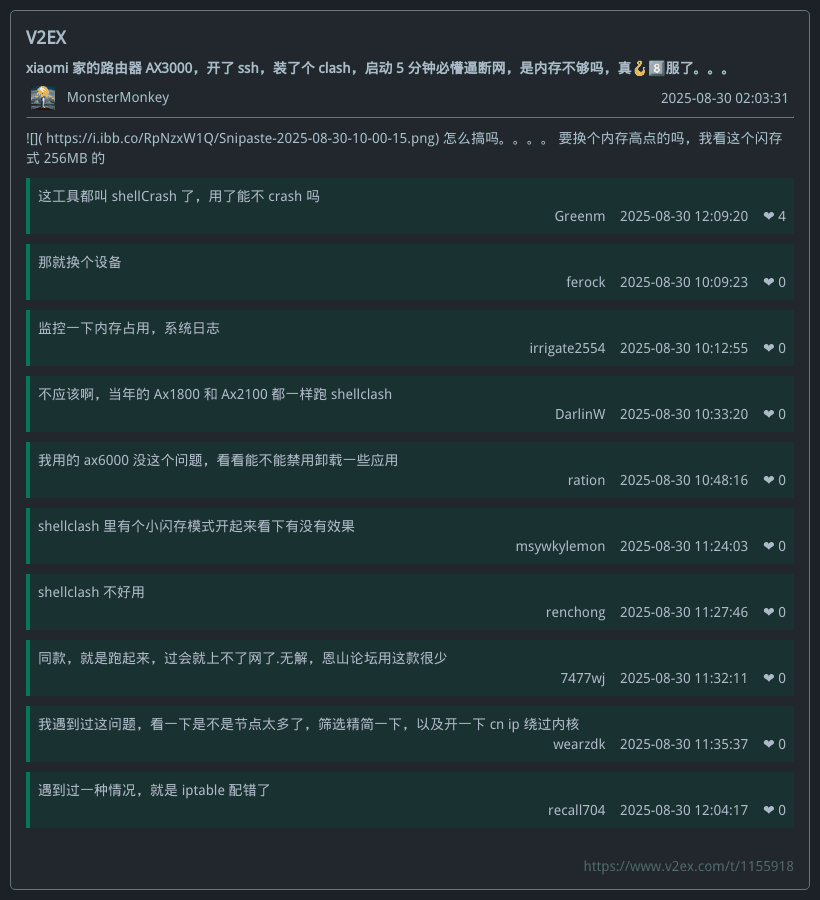 V2EX
xiaomi 家的路由器 AX3000，开了 ssh，装了个 clash，启动 5 分钟必懵逼断网，是内存不够吗，真🪝8️⃣服了。。。
MonsterMonkey
2025-08-30 02:03:31
![]( https://i.ibb.co/RpNzxW1Q/Snipaste-2025-08-30-10-00-15.png) 怎么搞吗。。。。 要换个内存高点的吗，我看这个闪存
式 256MB 的
这工具都叫 shellCrash 了，用了能不 crash 吗
Greenm 2025-08-30 12:09:20 ❤ 4
那就换个设备
ferock 2025-08-30 10:09:23 ❤ 0
监控一下内存占用，系统日志
irrigate2554 2025-08-30 10:12:55 ❤ 0
不应该啊，当年的 Ax1800 和 Ax2100 都一样跑 shellclash
DarlinW 2025-08-30 10:33:20 ❤ 0
我用的 ax6000 没这个问题，看看能不能禁用卸载一些应用
ration 2025-08-30 10:48:16 ❤ 0
shellclash 里有个小闪存模式开起来看下有没有效果
msywkylemon 2025-08-30 11:24:03 ❤ 0
shellclash 不好用
renchong 2025-08-30 11:27:46 ❤ 0
同款，就是跑起来，过会就上不了网了.无解，恩山论坛用这款很少
7477wj 2025-08-30 11:32:11 ❤ 0
我遇到过这问题，看一下是不是节点太多了，筛选精简一下，以及开一下 cn ip 绕过内核
wearzdk 2025-08-30 11:35:37 ❤ 0
遇到过一种情况，就是 iptable 配错了
recall704 2025-08-30 12:04:17 ❤ 0
https://www.v2ex.com/t/1155918